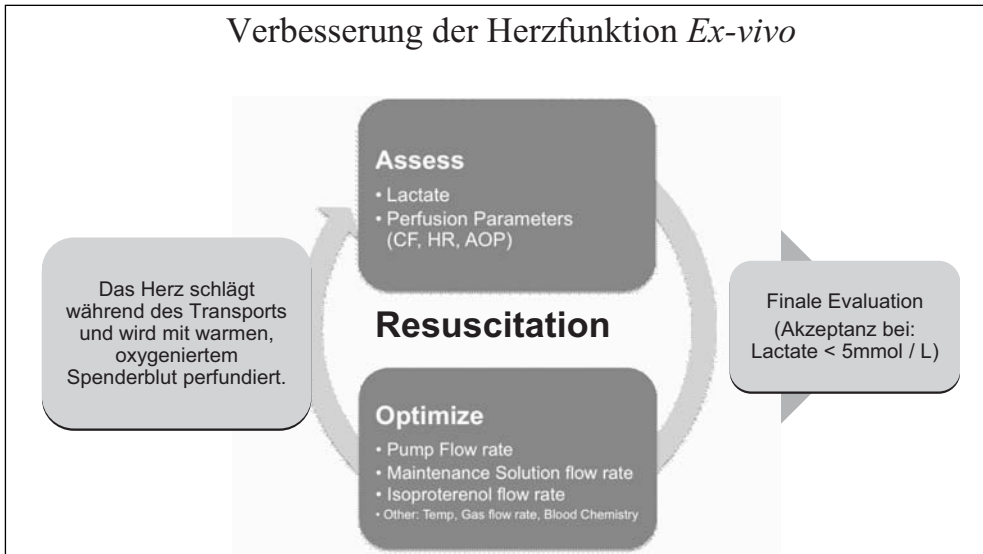 Verbesserung der Herzfunktion Ex-vivo
Assess
• Lactate
• Perfusion Parameters
(CF, HR, AOP)
Das Herz schlägt
während des Transports
und wird mit warmen,
oxygeniertem
Spenderblut perfundiert.
Resuscitation
Finale Evaluation
(Akzeptanz bei:
Lactate < 5mmol / L)
Optimize
• Pump Flow rate
• Maintenance Solution flow rate
• Isoproterenol flow rate
• Other: Temp, Gas flow rate, Blood Chemistry